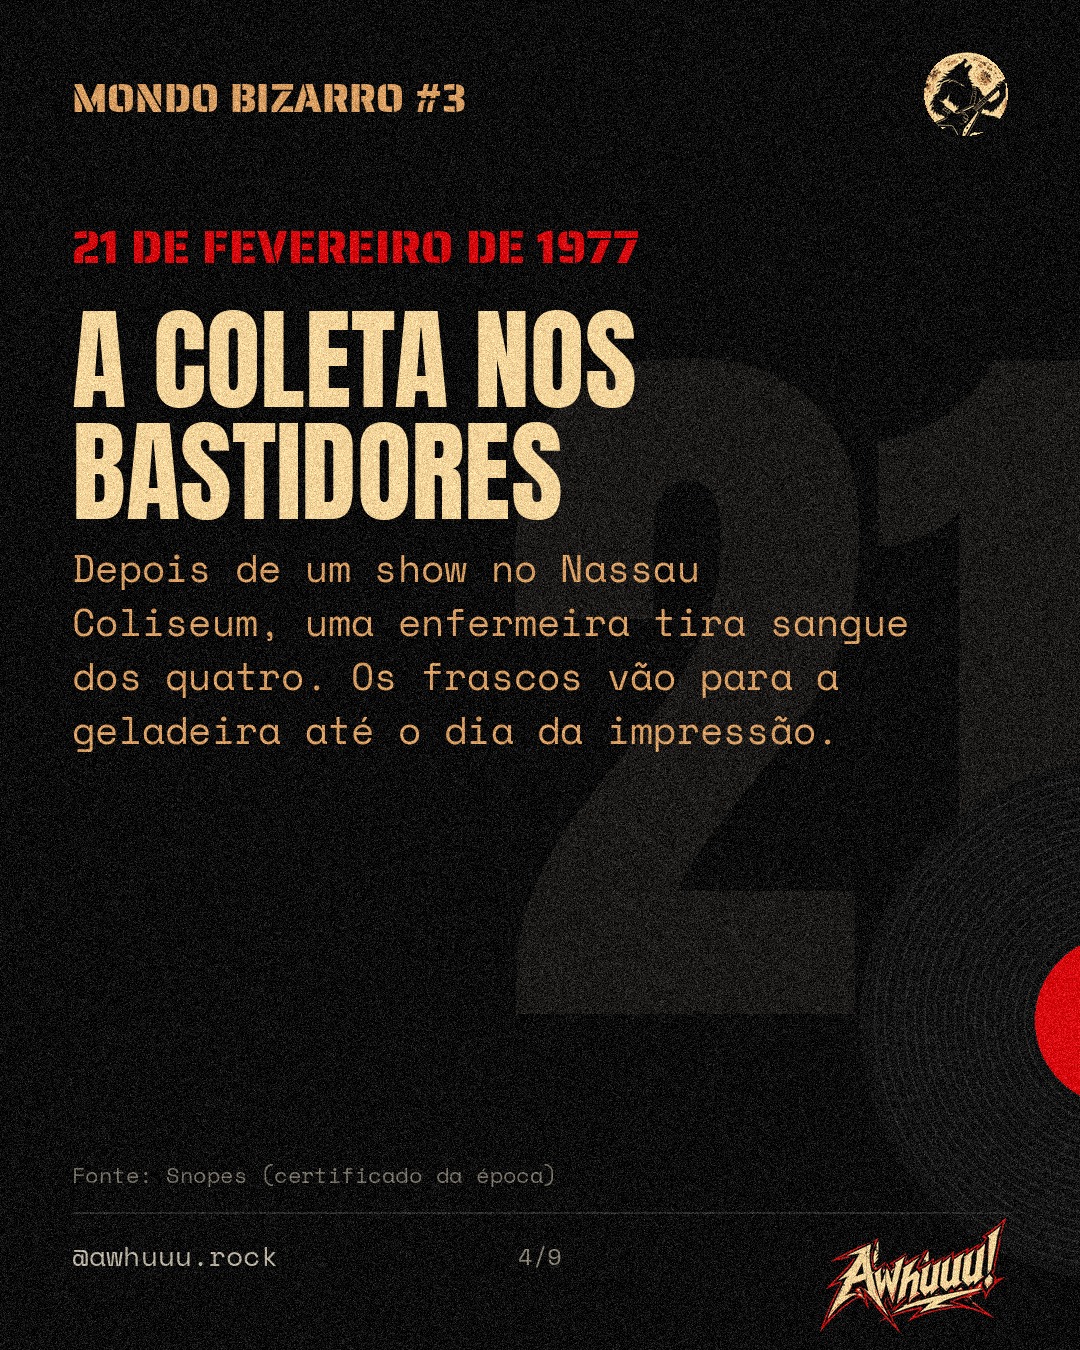 MONDO BIZARRO #3
21 DE FEVEREIRO DE 1977
A COLETA NOS
BASTIDORES
21
Depois de um show no Nassau
Coliseum, uma enfermeira tira sangue
dos quatro. Os frascos vão para a
geladeira até o dia da impressão.
Fonte: Snopes (certificado da época)
@awhuuu.rock
4/9
Awhuuu!